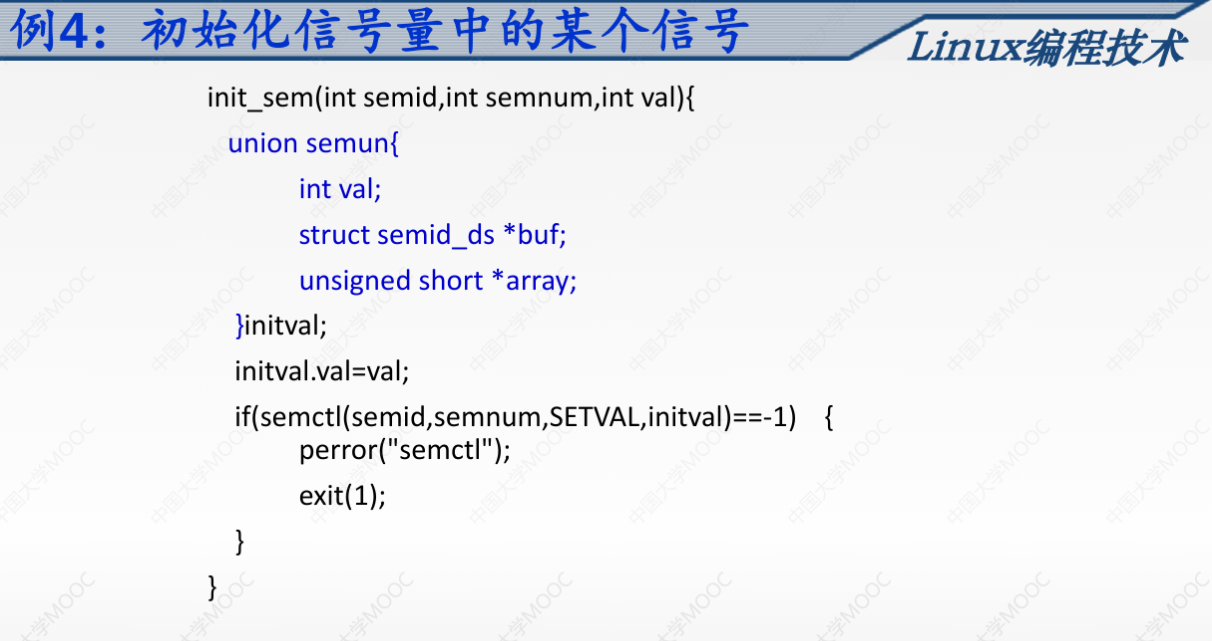 例4：初始化信号量中的某个信号
Linux编程技术
init_sem(int semid,int semnum,int val){
union semun{
int val;
struct semid_ds *buf;
unsigned short *array;
}initval;
initval.val=val;
if(semctl(semid,semnum,SETVAL,initval)==-1) {
perror("semctl");
exit(1);
}
}
中国大学MOOC